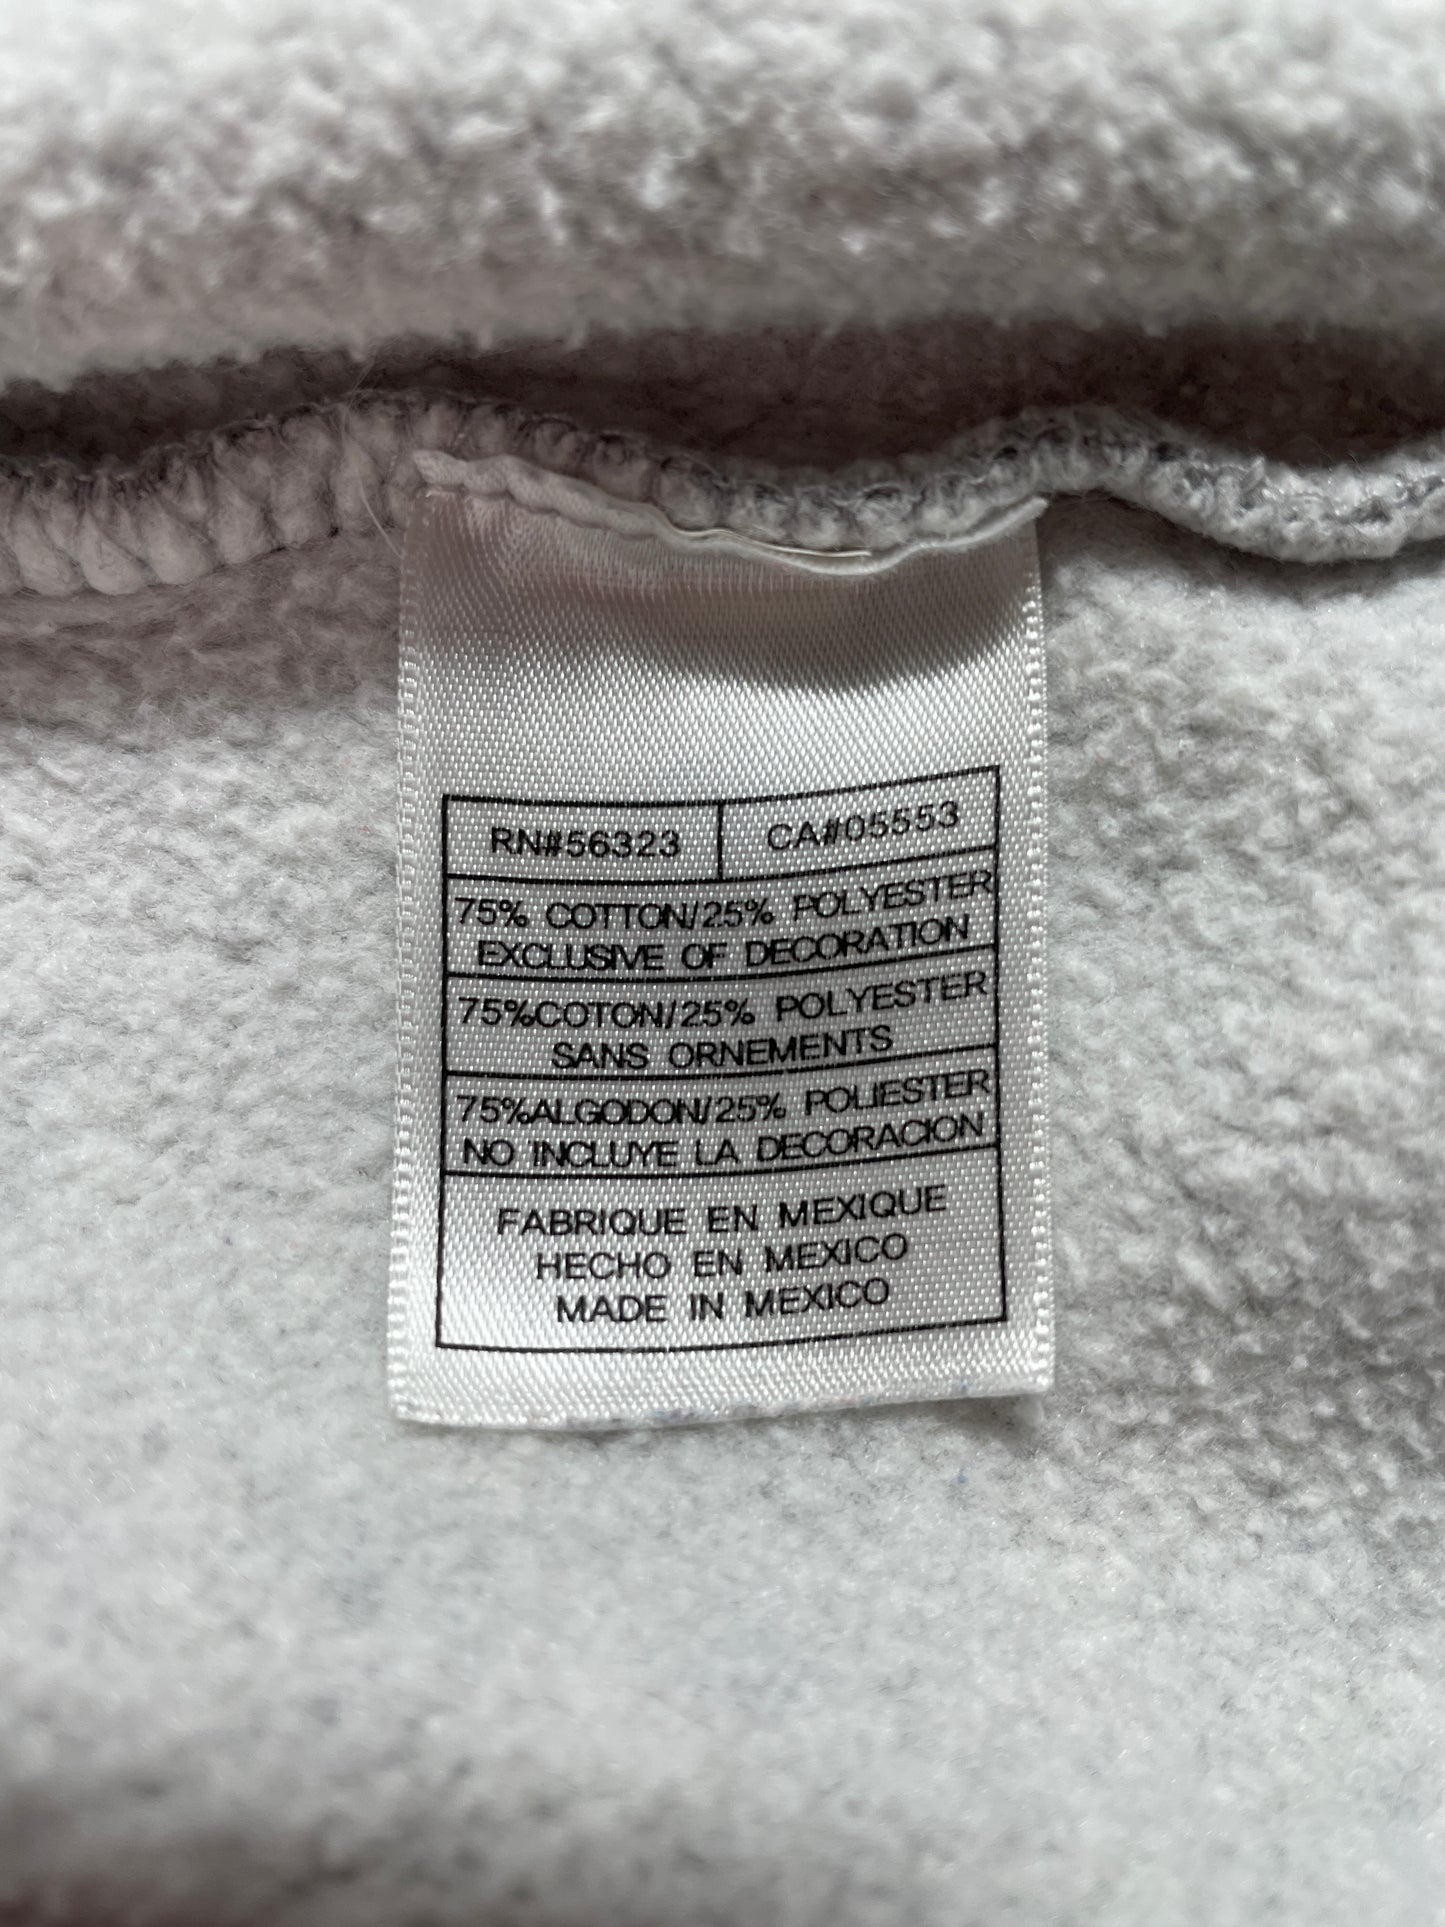 RN#56323 CA#05553
75% COTTON/25% POLYESTER
EXCLUSIVE OF DECORATION
75%COTON/25% POLYESTER
SANS ORNEMENTS
75%ALGODON/25% POLIESTER
NO INCLUYE LA DECORACION
FABRIQUE EN MEXIQUE
HECHO EN MEXICO
MADE IN MEXICO